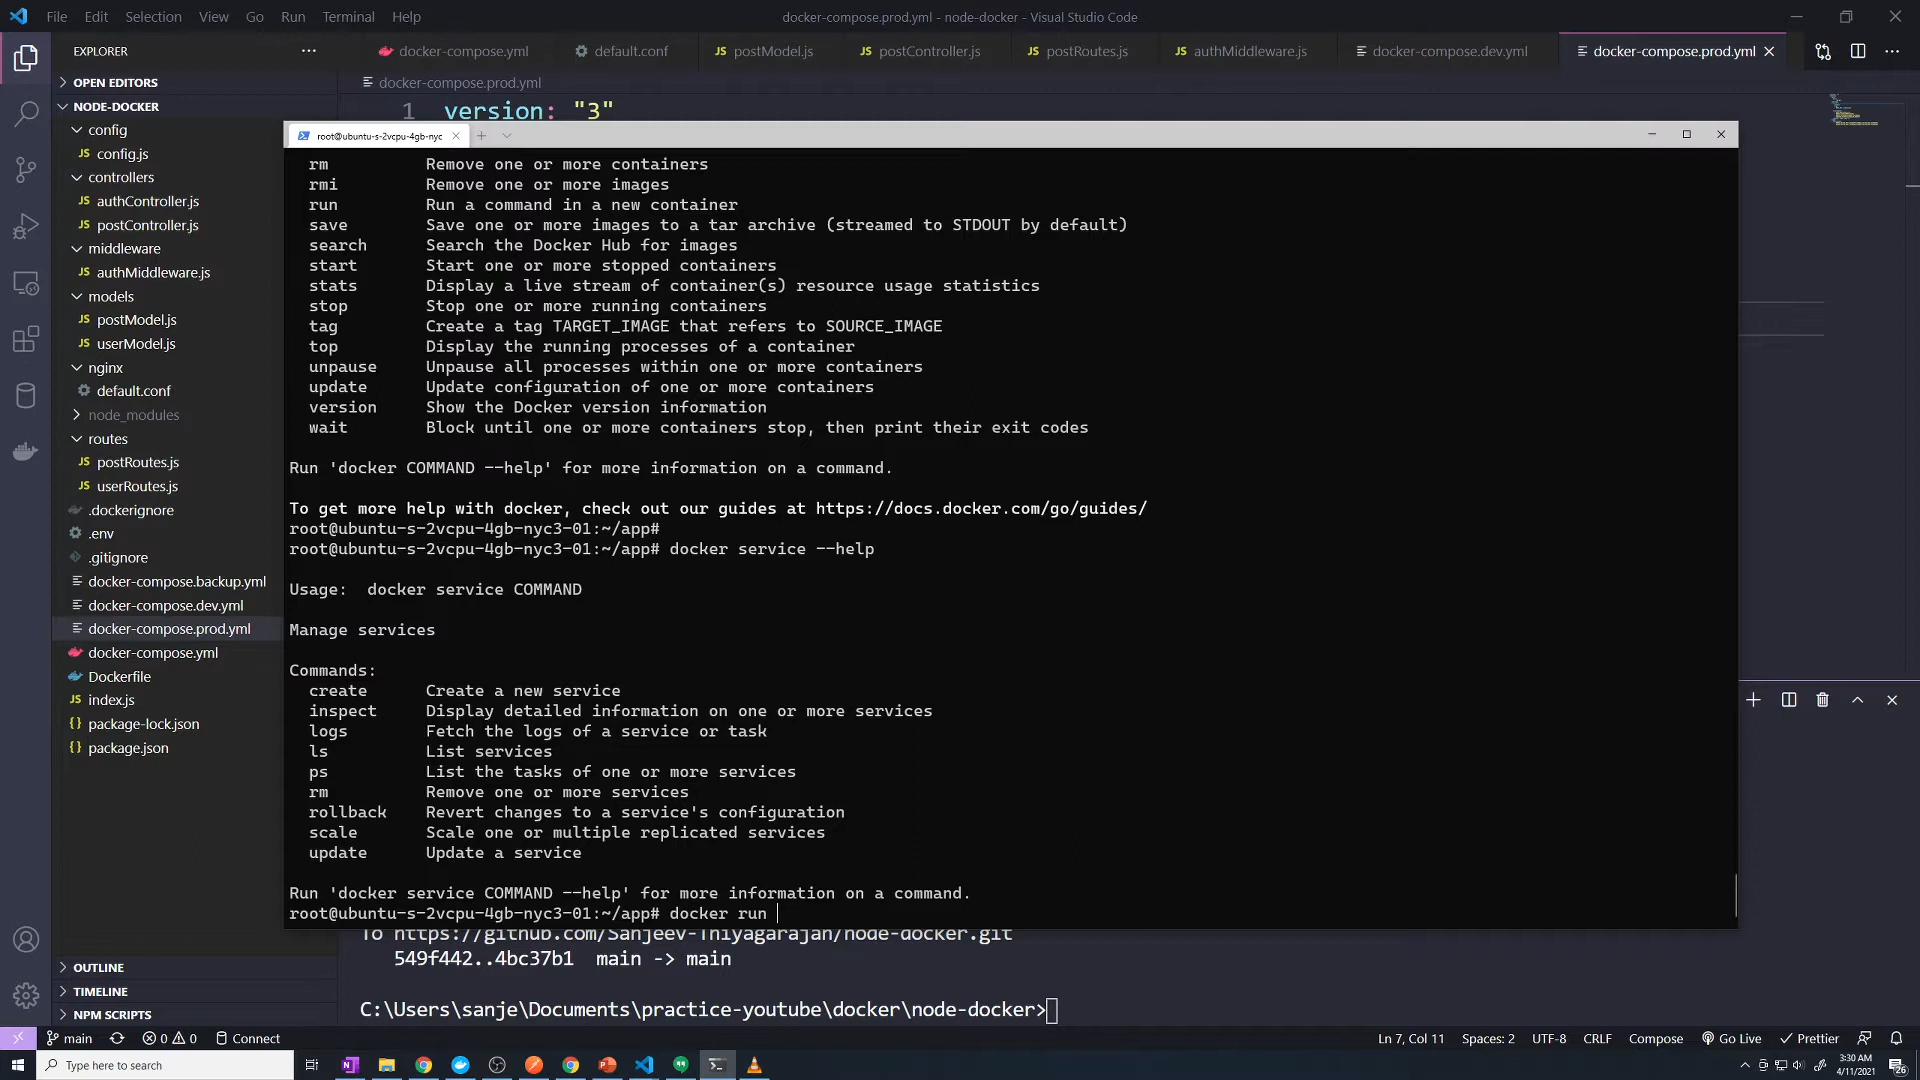 File Edit Selection View Go Run Terminal Help
docker-compose.prod.yml - node-docker - Visual Studio Code
EXPLORER
docker-compose.yml
default.conf
postModel.js
postController.js
postRoutes.js
authMiddleware.js
docker-compose.dev.yml
docker-compose.prod.yml
OPEN EDITORS
docker-compose.prod.yml
NODE-DOCKER
1 version: "3"
config
config.js
controllers
authController.js
postController.js
middleware
authMiddleware.js
models
postModel.js
userModel.js
nginx
default.conf
node_modules
routes
postRoutes.js
userRoutes.js
.dockerignore
.env
.gitignore
docker-compose.backup.yml
docker-compose.dev.yml
docker-compose.prod.yml
docker-compose.yml
Dockerfile
index.js
package-lock.json
package.json
OUTLINE
TIMELINE
NPM SCRIPTS
root@ubuntu-s-2vcpu-4gb-nyc
rm Remove one or more containers
rmi Remove one or more images
run Run a command in a new container
save Save one or more images to a tar archive (streamed to STDOUT by default)
search Search the Docker Hub for images
start Start one or more stopped containers
stats Display a live stream of container(s) resource usage statistics
stop Stop one or more running containers
tag Create a tag TARGET_IMAGE that refers to SOURCE_IMAGE
top Display the running processes of a container
unpause Unpause all processes within one or more containers
update Update configuration of one or more containers
version Show the Docker version information
wait Block until one or more containers stop, then print their exit codes
Run 'docker COMMAND --help' for more information on a command.
To get more help with docker, check out our guides at https://docs.docker.com/go/guides/
root@ubuntu-s-2vcpu-4gb-nyc3-01:~/app#
root@ubuntu-s-2vcpu-4gb-nyc3-01:~/app# docker service --help
Usage: docker service COMMAND
Manage services
Commands:
create Create a new service
inspect Display detailed information on one or more services
logs Fetch the logs of a service or task
ls List services
ps List the tasks of one or more services
rm Remove one or more services
rollback Revert changes to a service's configuration
scale Scale one or multiple replicated services
update Update a service
Run 'docker service COMMAND --help' for more information on a command.
root@ubuntu-s-2vcpu-4gb-nyc3-01:~/app# docker run
To https://github.com/Sanjeev-Thiyagarajan/node-docker.git
549f442..4bc37b1 main -> main
C:\Users\sanje\Documents\practice-youtube\docker\node-docker>
main 0 0 Connect
Ln 7, Col 11 Spaces: 2 UTF-8 CRLF Compose Go Live Prettier
Type here to search
3:30 AM
4/11/2021
26